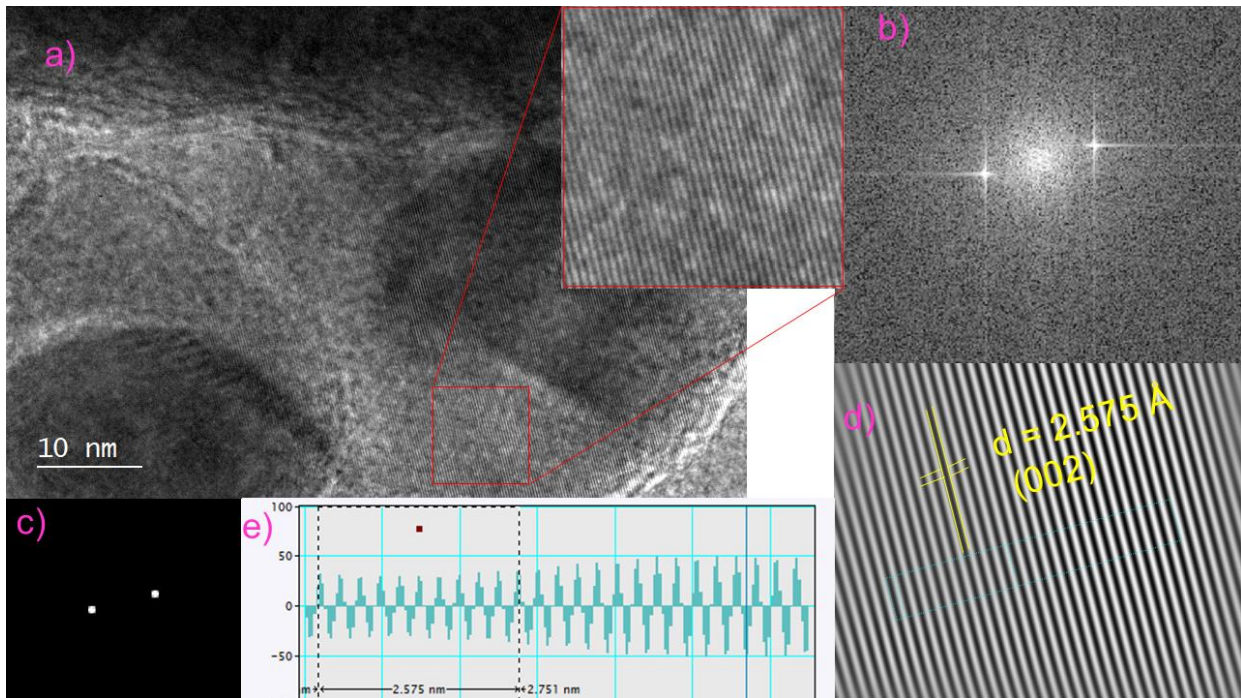 a)
10 nm
b)
c)
d)
d = 2.575 Å
(002)
e)
100
50
0
-50
m
2.575 nm
2.751 nm